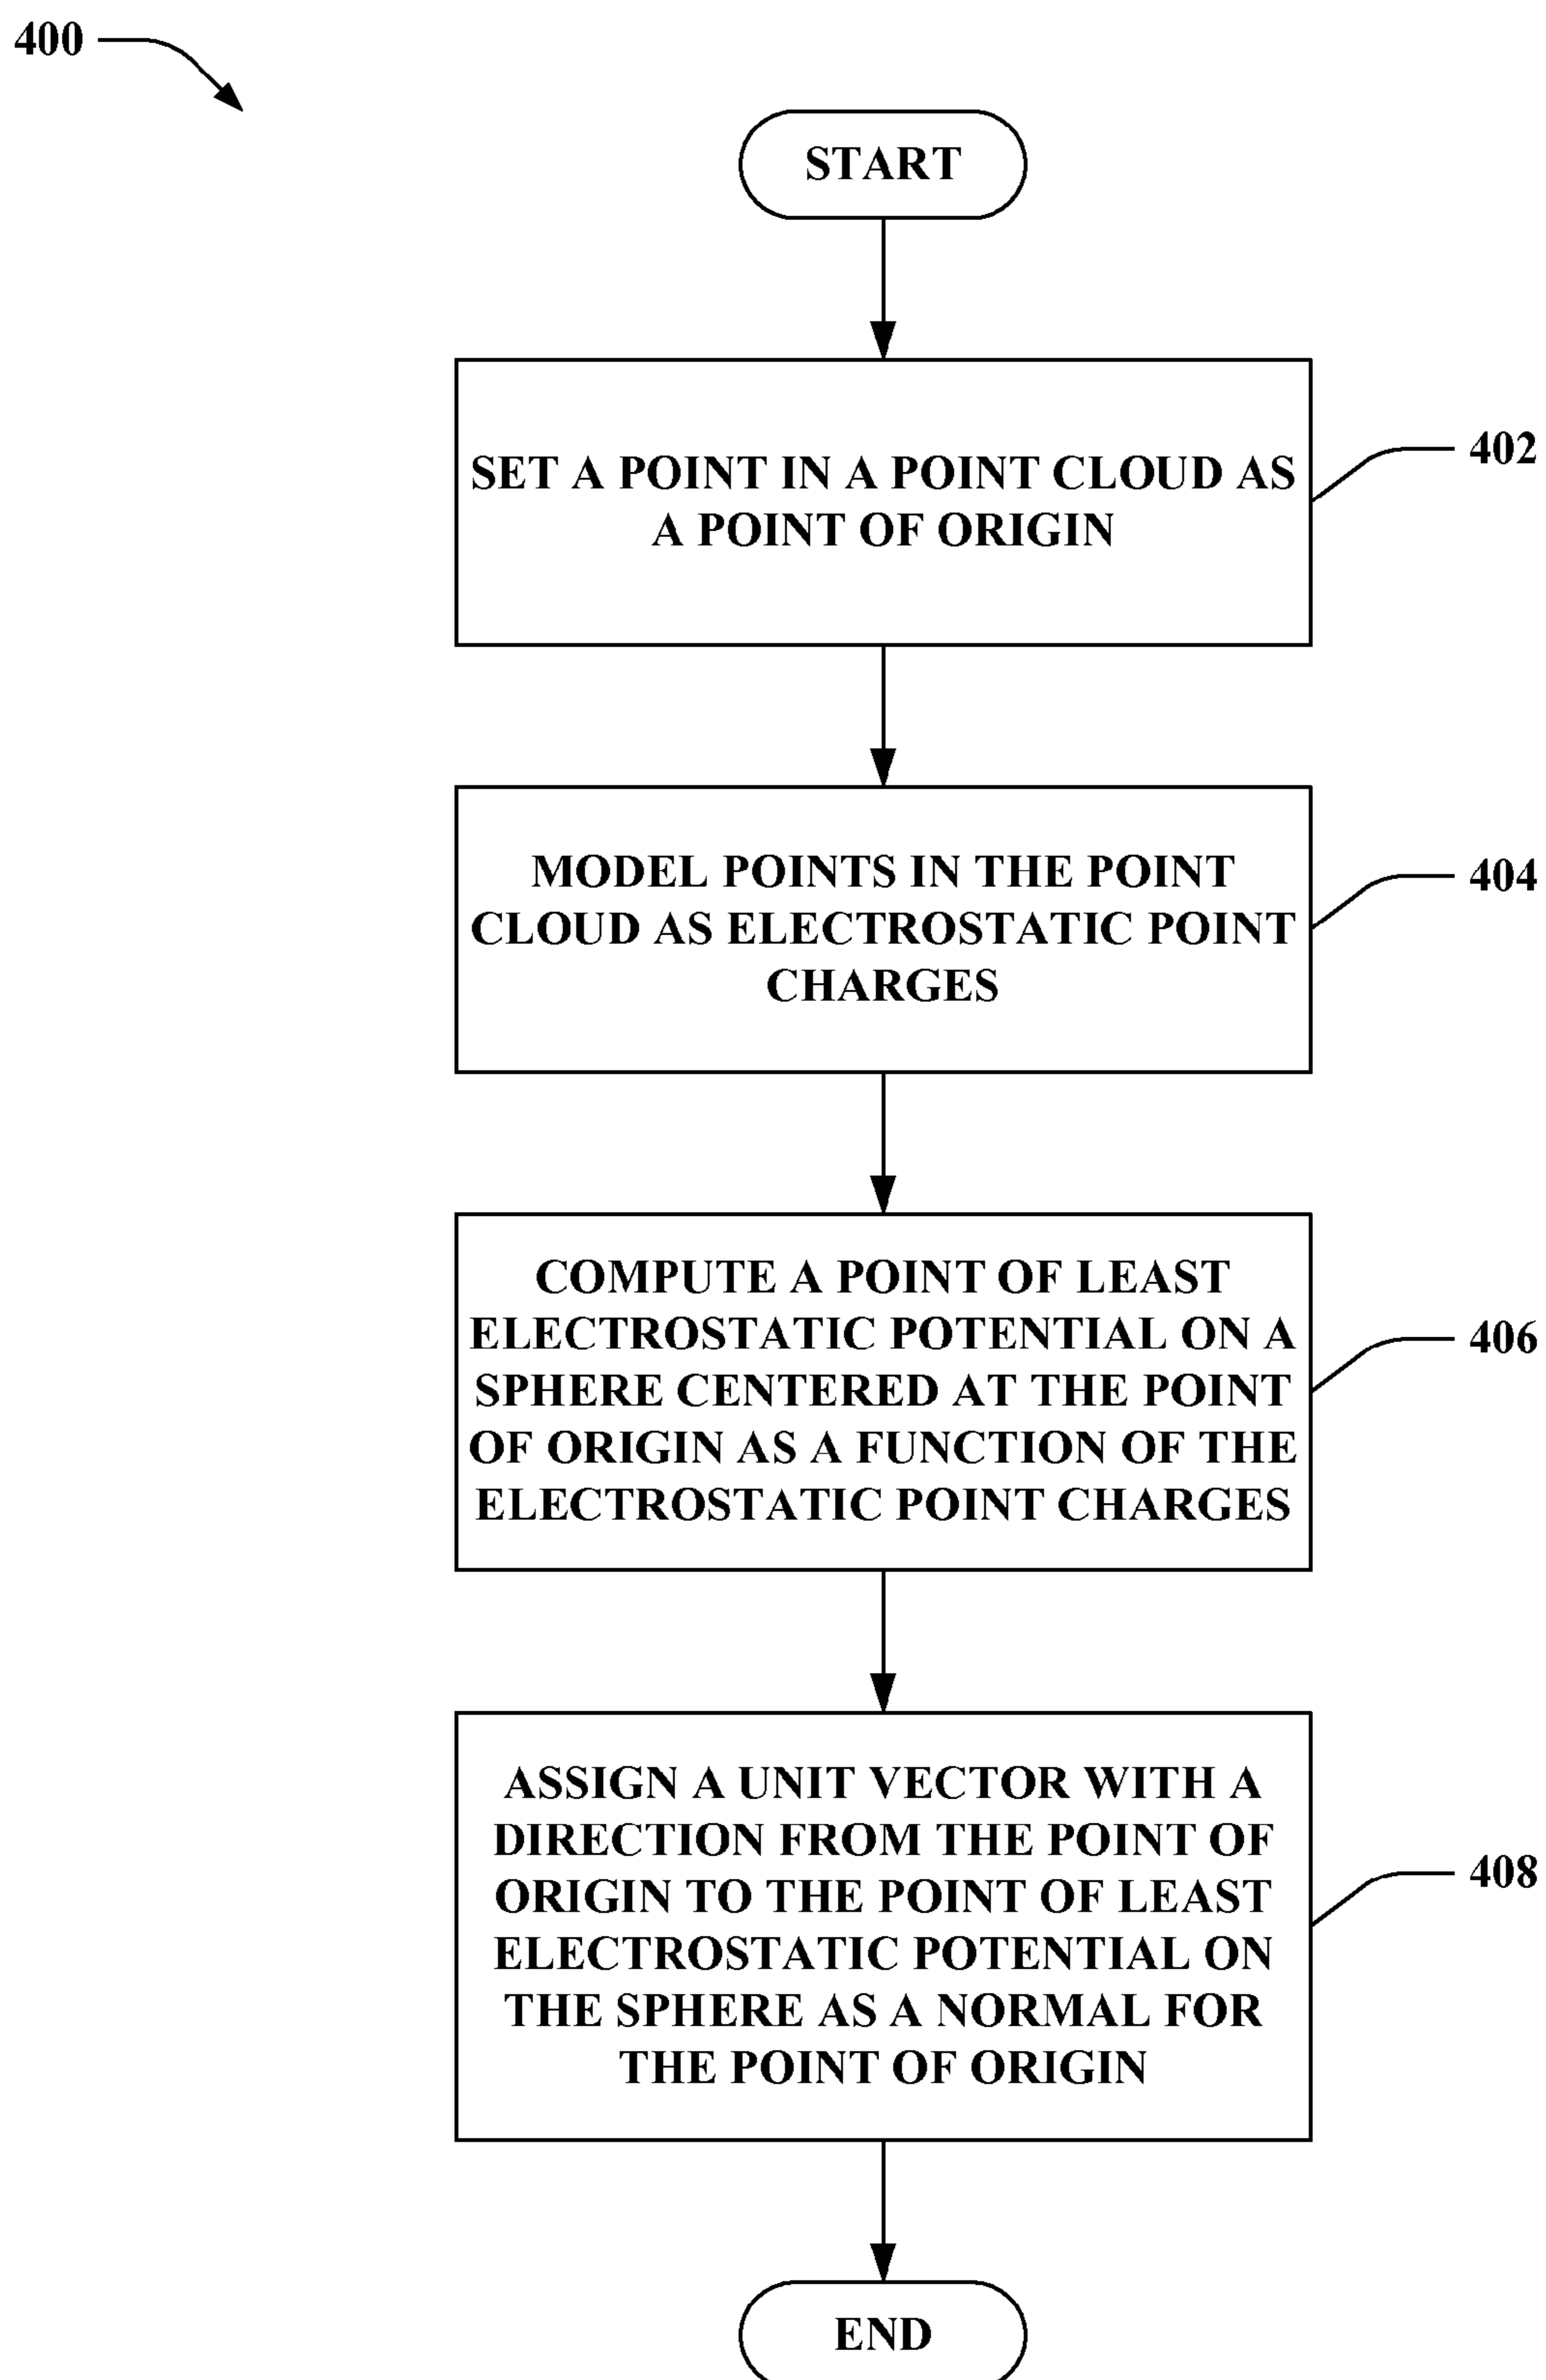 400
START
SET A POINT IN A POINT CLOUD AS
A POINT OF ORIGIN
402
MODEL POINTS IN THE POINT
CLOUD AS ELECTROSTATIC POINT
CHARGES
404
COMPUTE A POINT OF LEAST
ELECTROSTATIC POTENTIAL ON A
SPHERE CENTERED AT THE POINT
OF ORIGIN AS A FUNCTION OF THE
ELECTROSTATIC POINT CHARGES
406
ASSIGN A UNIT VECTOR WITH A
DIRECTION FROM THE POINT OF
ORIGIN TO THE POINT OF LEAST
ELECTROSTATIC POTENTIAL ON
THE SPHERE AS A NORMAL FOR
THE POINT OF ORIGIN
408
END